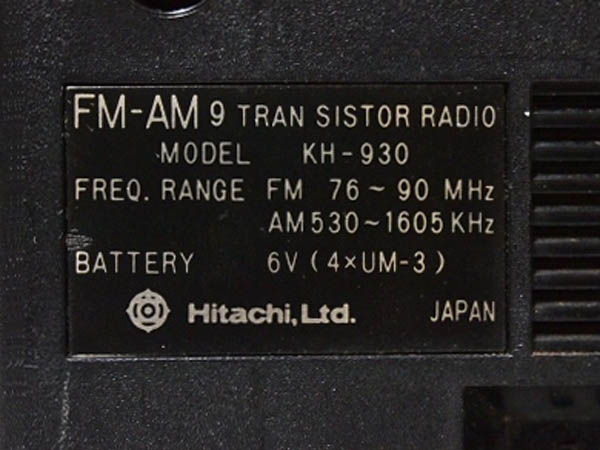 FM-AM 9 TRAN SISTOR RADIO
MODEL KH-930
FREQ. RANGE FM 76~90 MHz
AM 530~1605 KHz
BATTERY 6V (4×UM-3)
Hitachi, Ltd. JAPAN